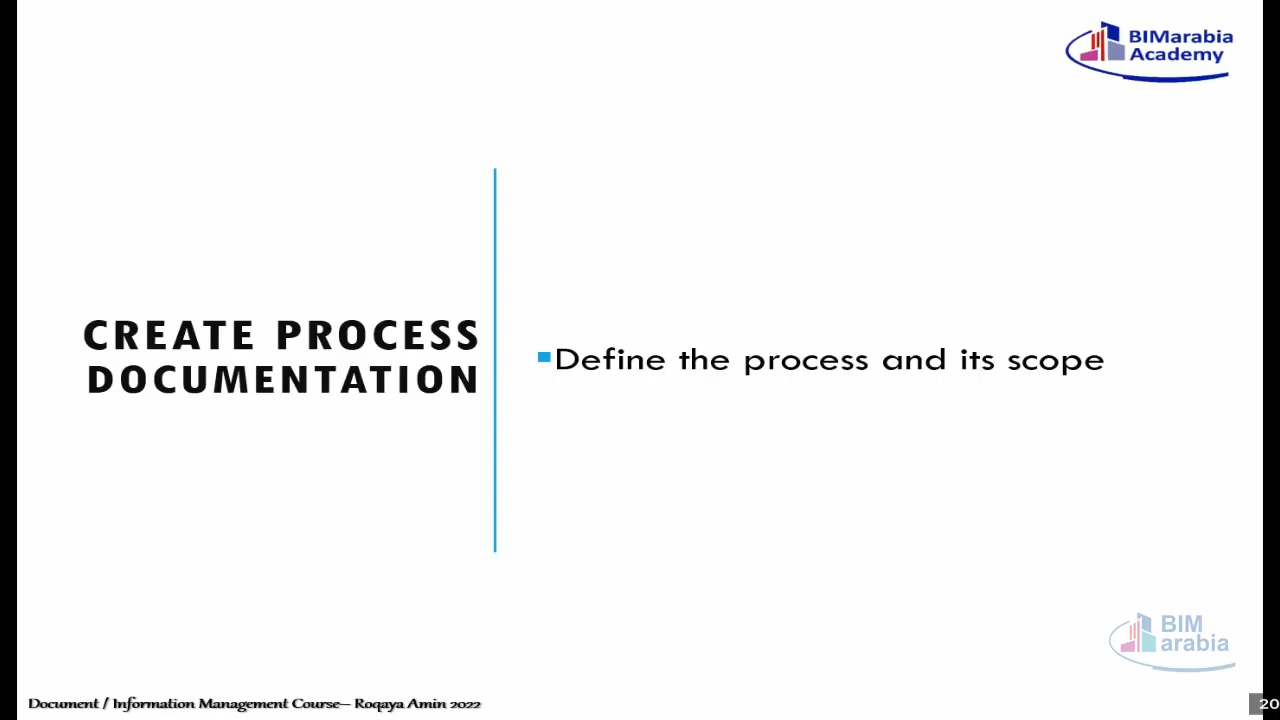 BIMarabia
Academy
CREATE PROCESS
DOCUMENTATION
Define the process and its scope
BIM
arabia
Document / Information Management Course– Roqaya Amin 2022
20